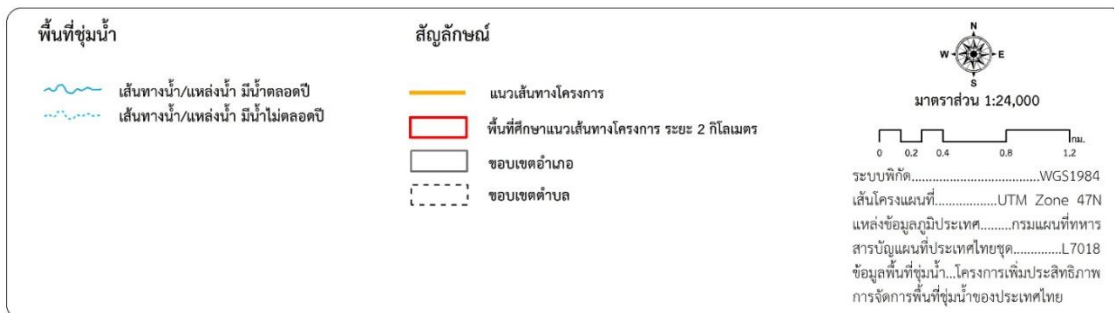 พื้นที่ชุ่มน้ำ
เส้นทางน้ำ/แหล่งน้ำ มีน้ำตลอดปี
เส้นทางน้ำ/แหล่งน้ำ มีน้ำไม่ตลอดปี
สัญลักษณ์
แนวเส้นทางโครงการ
พื้นที่ศึกษาแนวเส้นทางโครงการ ระยะ 2 กิโลเมตร
ขอบเขตอำเภอ
ขอบเขตตำบล
N
W E
S
มาตราส่วน 1:24,000
กม.
0 0.2 0.4 0.8 1.2
ระบบพิกัด....................................WGS1984
เส้นโครงแผนที่..................UTM Zone 47N
แหล่งข้อมูลภูมิประเทศ.........กรมแผนที่ทหาร
สารบัญแผนที่ประเทศไทยชุด..............L7018
ข้อมูลพื้นที่ชุ่มน้ำ...โครงการเพิ่มประสิทธิภาพ
การจัดการพื้นที่ชุ่มน้ำของประเทศไทย